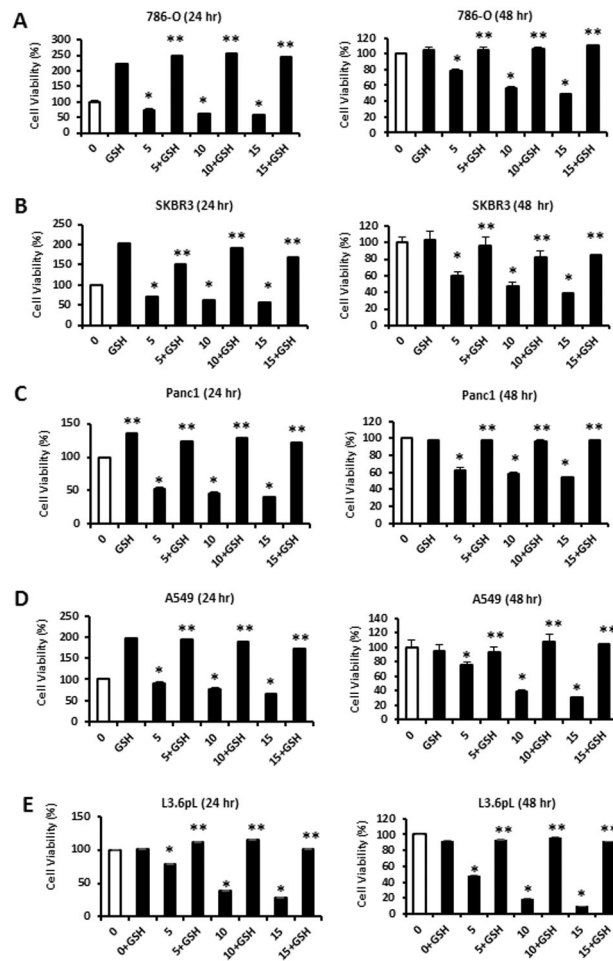 A
786-O (24 hr)
Cell Viability (%)
300
250
200
150
100
50
0
* ** * ** * **
0 GSH 5 5+GSH 10 10+GSH 15 15+GSH
786-O (48 hr)
Cell Viability (%)
120
100
80
60
40
20
0
* ** * ** * **
0 GSH 5 5+GSH 10 10+GSH 15 15+GSH
B
SKBR3 (24 hr)
Cell Viability (%)
250
200
150
100
50
0
* ** * ** * **
0 GSH 5 5+GSH 10 10+GSH 15 15+GSH
SKBR3 (48 hr)
Cell Viability (%)
120
100
80
60
40
20
0
* ** * ** * **
0 GSH 5 5+GSH 10 10+GSH 15 15+GSH
C
Panc1 (24 hr)
Cell Viability (%)
150
100
50
0
** * ** * ** * **
0 GSH 5 5+GSH 10 10+GSH 15 15+GSH
Panc1 (48 hr)
Cell Viability (%)
120
100
80
60
40
20
0
* ** * ** * **
0 GSH 5 5+GSH 10 10+GSH 15 15+GSH
D
A549 (24 hr)
Cell Viability (%)
250
200
150
100
50
0
* ** * ** * **
0 GSH 5 5+GSH 10 10+GSH 15 15+GSH
A549 (48 hr)
Cell Viability (%)
120
100
80
60
40
20
0
* ** * ** * **
0 GSH 5 5+GSH 10 10+GSH 15 15+GSH
E
L3.6pL (24 hr)
Cell Viability (%)
150
100
50
0
* ** * ** * **
0 0+GSH 5 5+GSH 10 10+GSH 15 15+GSH
L3.6pL (48 hr)
Cell Viability (%)
120
100
80
60
40
20
0
* ** * ** * **
0 0+GSH 5 5+GSH 10 10+GSH 15 15+GSH